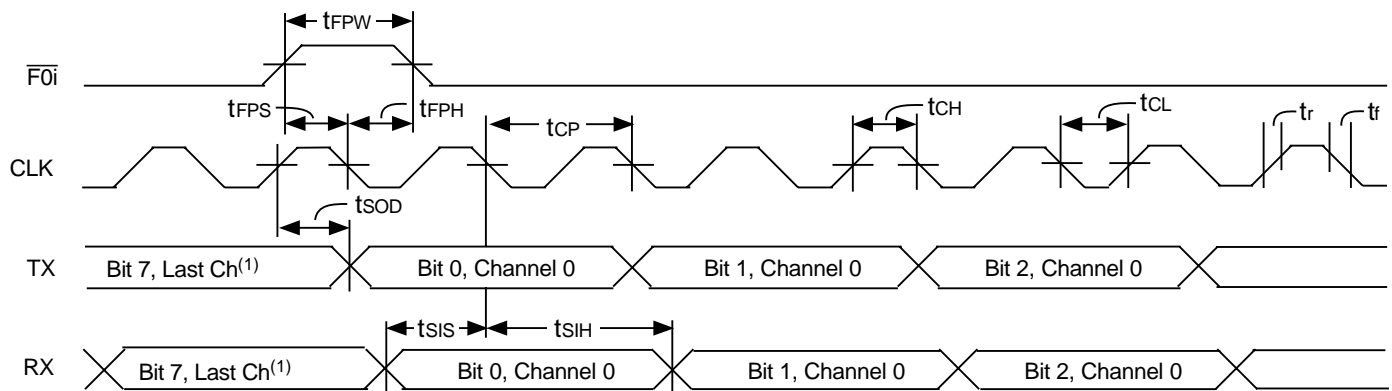 tFPW
F0i
tFPS
tFPH
tCP
tCH
tCL
tr
tf
CLK
tSOD
TX
Bit 7, Last Ch(1)
Bit 0, Channel 0
Bit 1, Channel 0
Bit 2, Channel 0
tSIS
tSIH
RX
Bit 7, Last Ch(1)
Bit 0, Channel 0
Bit 1, Channel 0
Bit 2, Channel 0